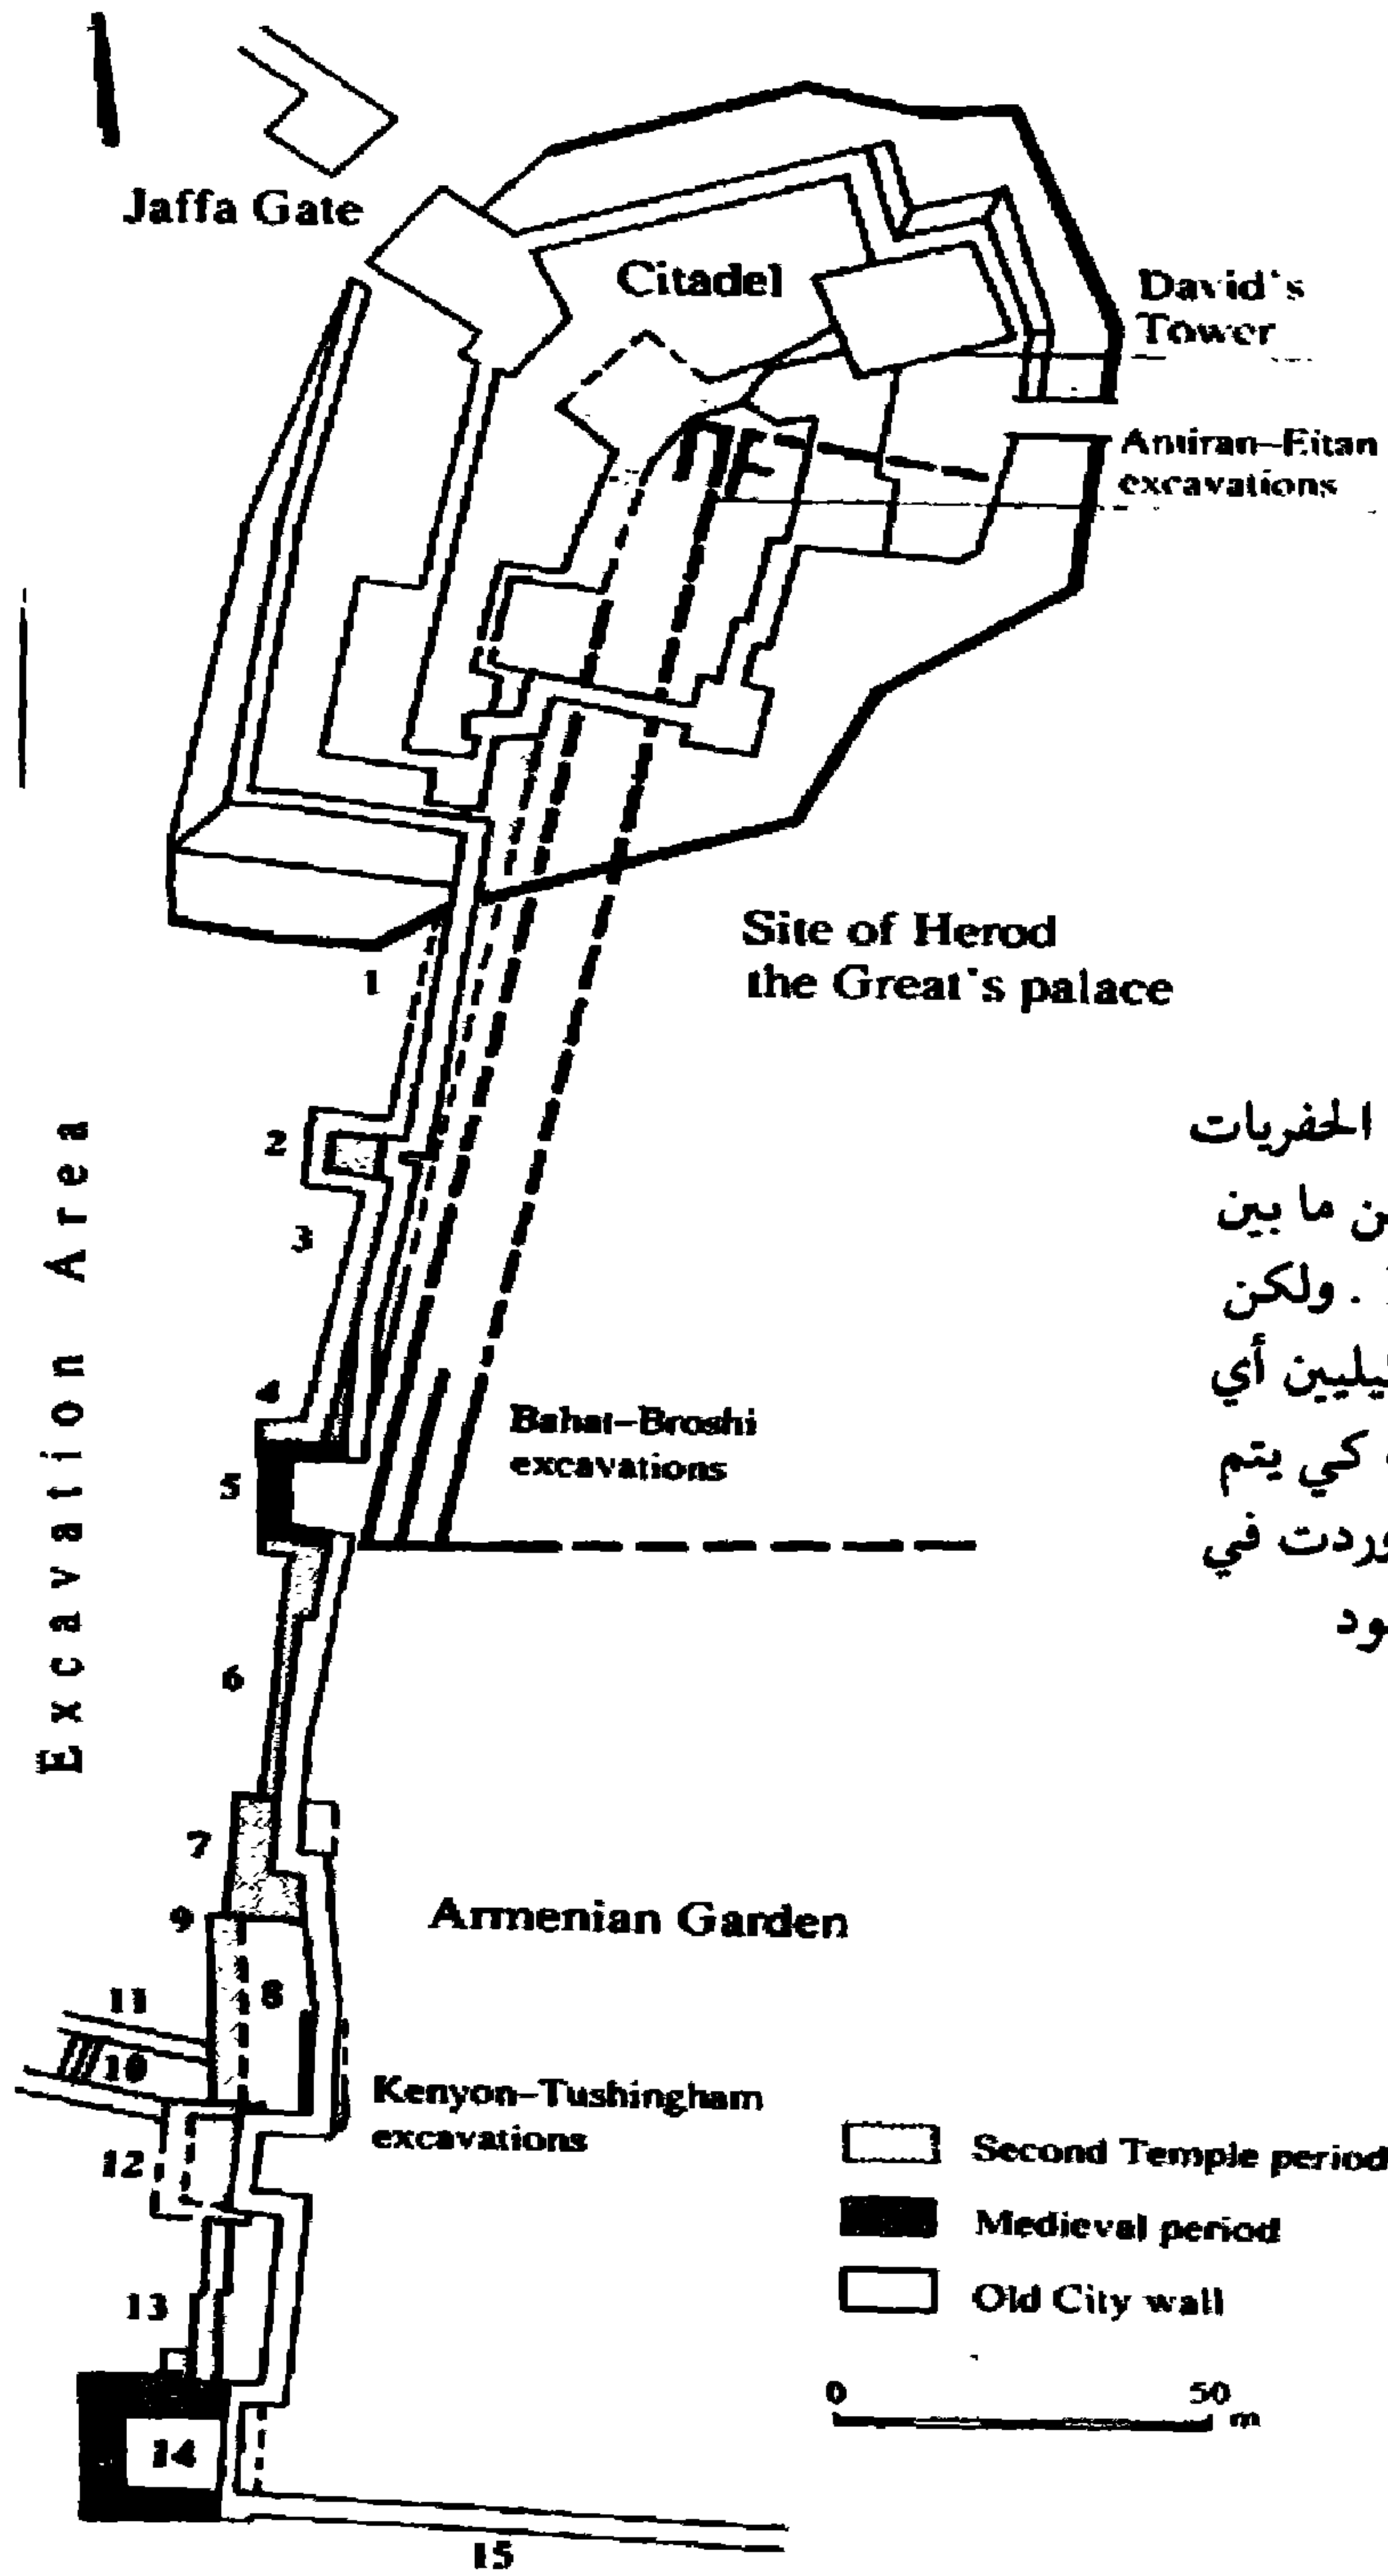 Jaffa Gate
Citadel
David's
Tower
Amiran–Eitan
excavations
Site of Herod
the Great's palace
1
2
3
4
5
6
7
9
8
11
10
12
13
14
15
Excavation Area
الحفريات
ما بين
. ولكن
أي
كي يتم
وردت في
Bahat–Broshi
excavations
Armenian Garden
Kenyon–Tushingham
excavations
Second Temple period
Medieval period
Old City wall
0 50
m